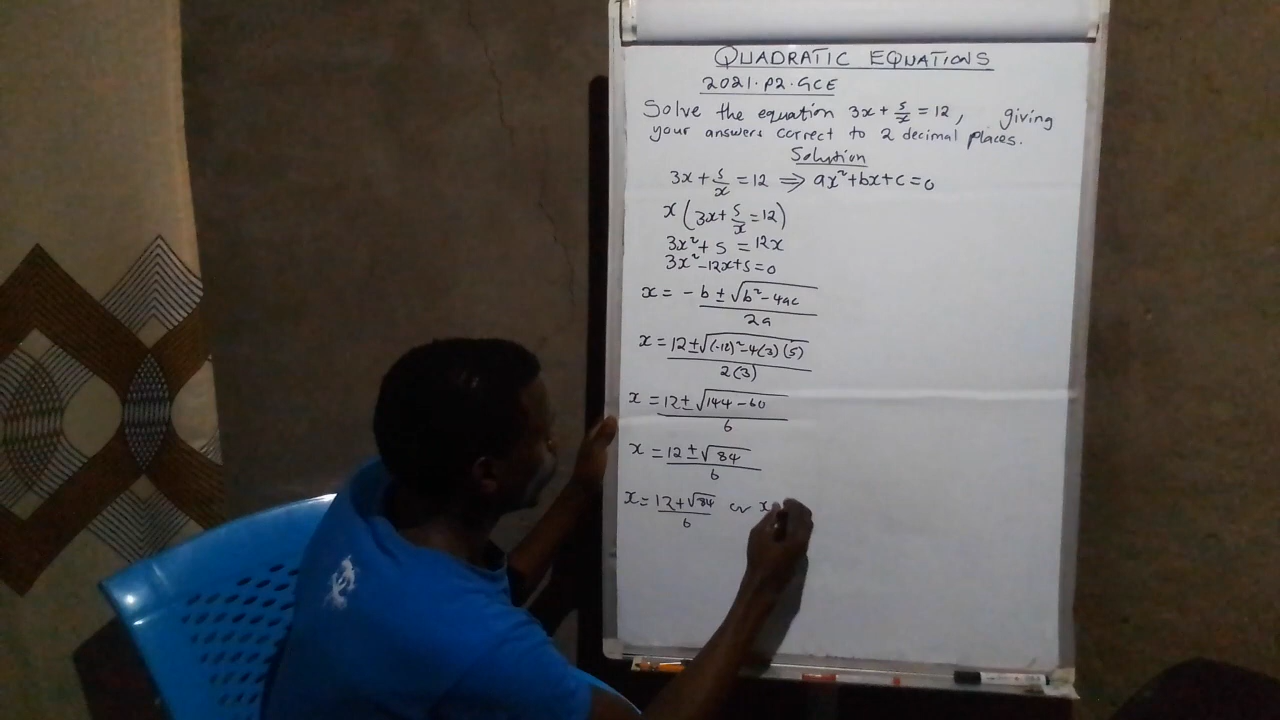 QUADRATIC EQUATIONS
2021.P2.GCE
Solve the equation 3x + 5/x = 12, giving
your answers correct to 2 decimal places.
Solution
3x + 5/x = 12 ⇒ ax² + bx + c = 0
x(3x + 5/x = 12)
3x² + 5 = 12x
3x² - 12x + 5 = 0
x = -b ± √(b² - 4ac) / 2a
x = 12 ± √((-12)² - 4(3)(5)) / 2(3)
x = 12 ± √(144 - 60) / 6
x = 12 ± √84 / 6
x = 12 + √84 / 6 or x